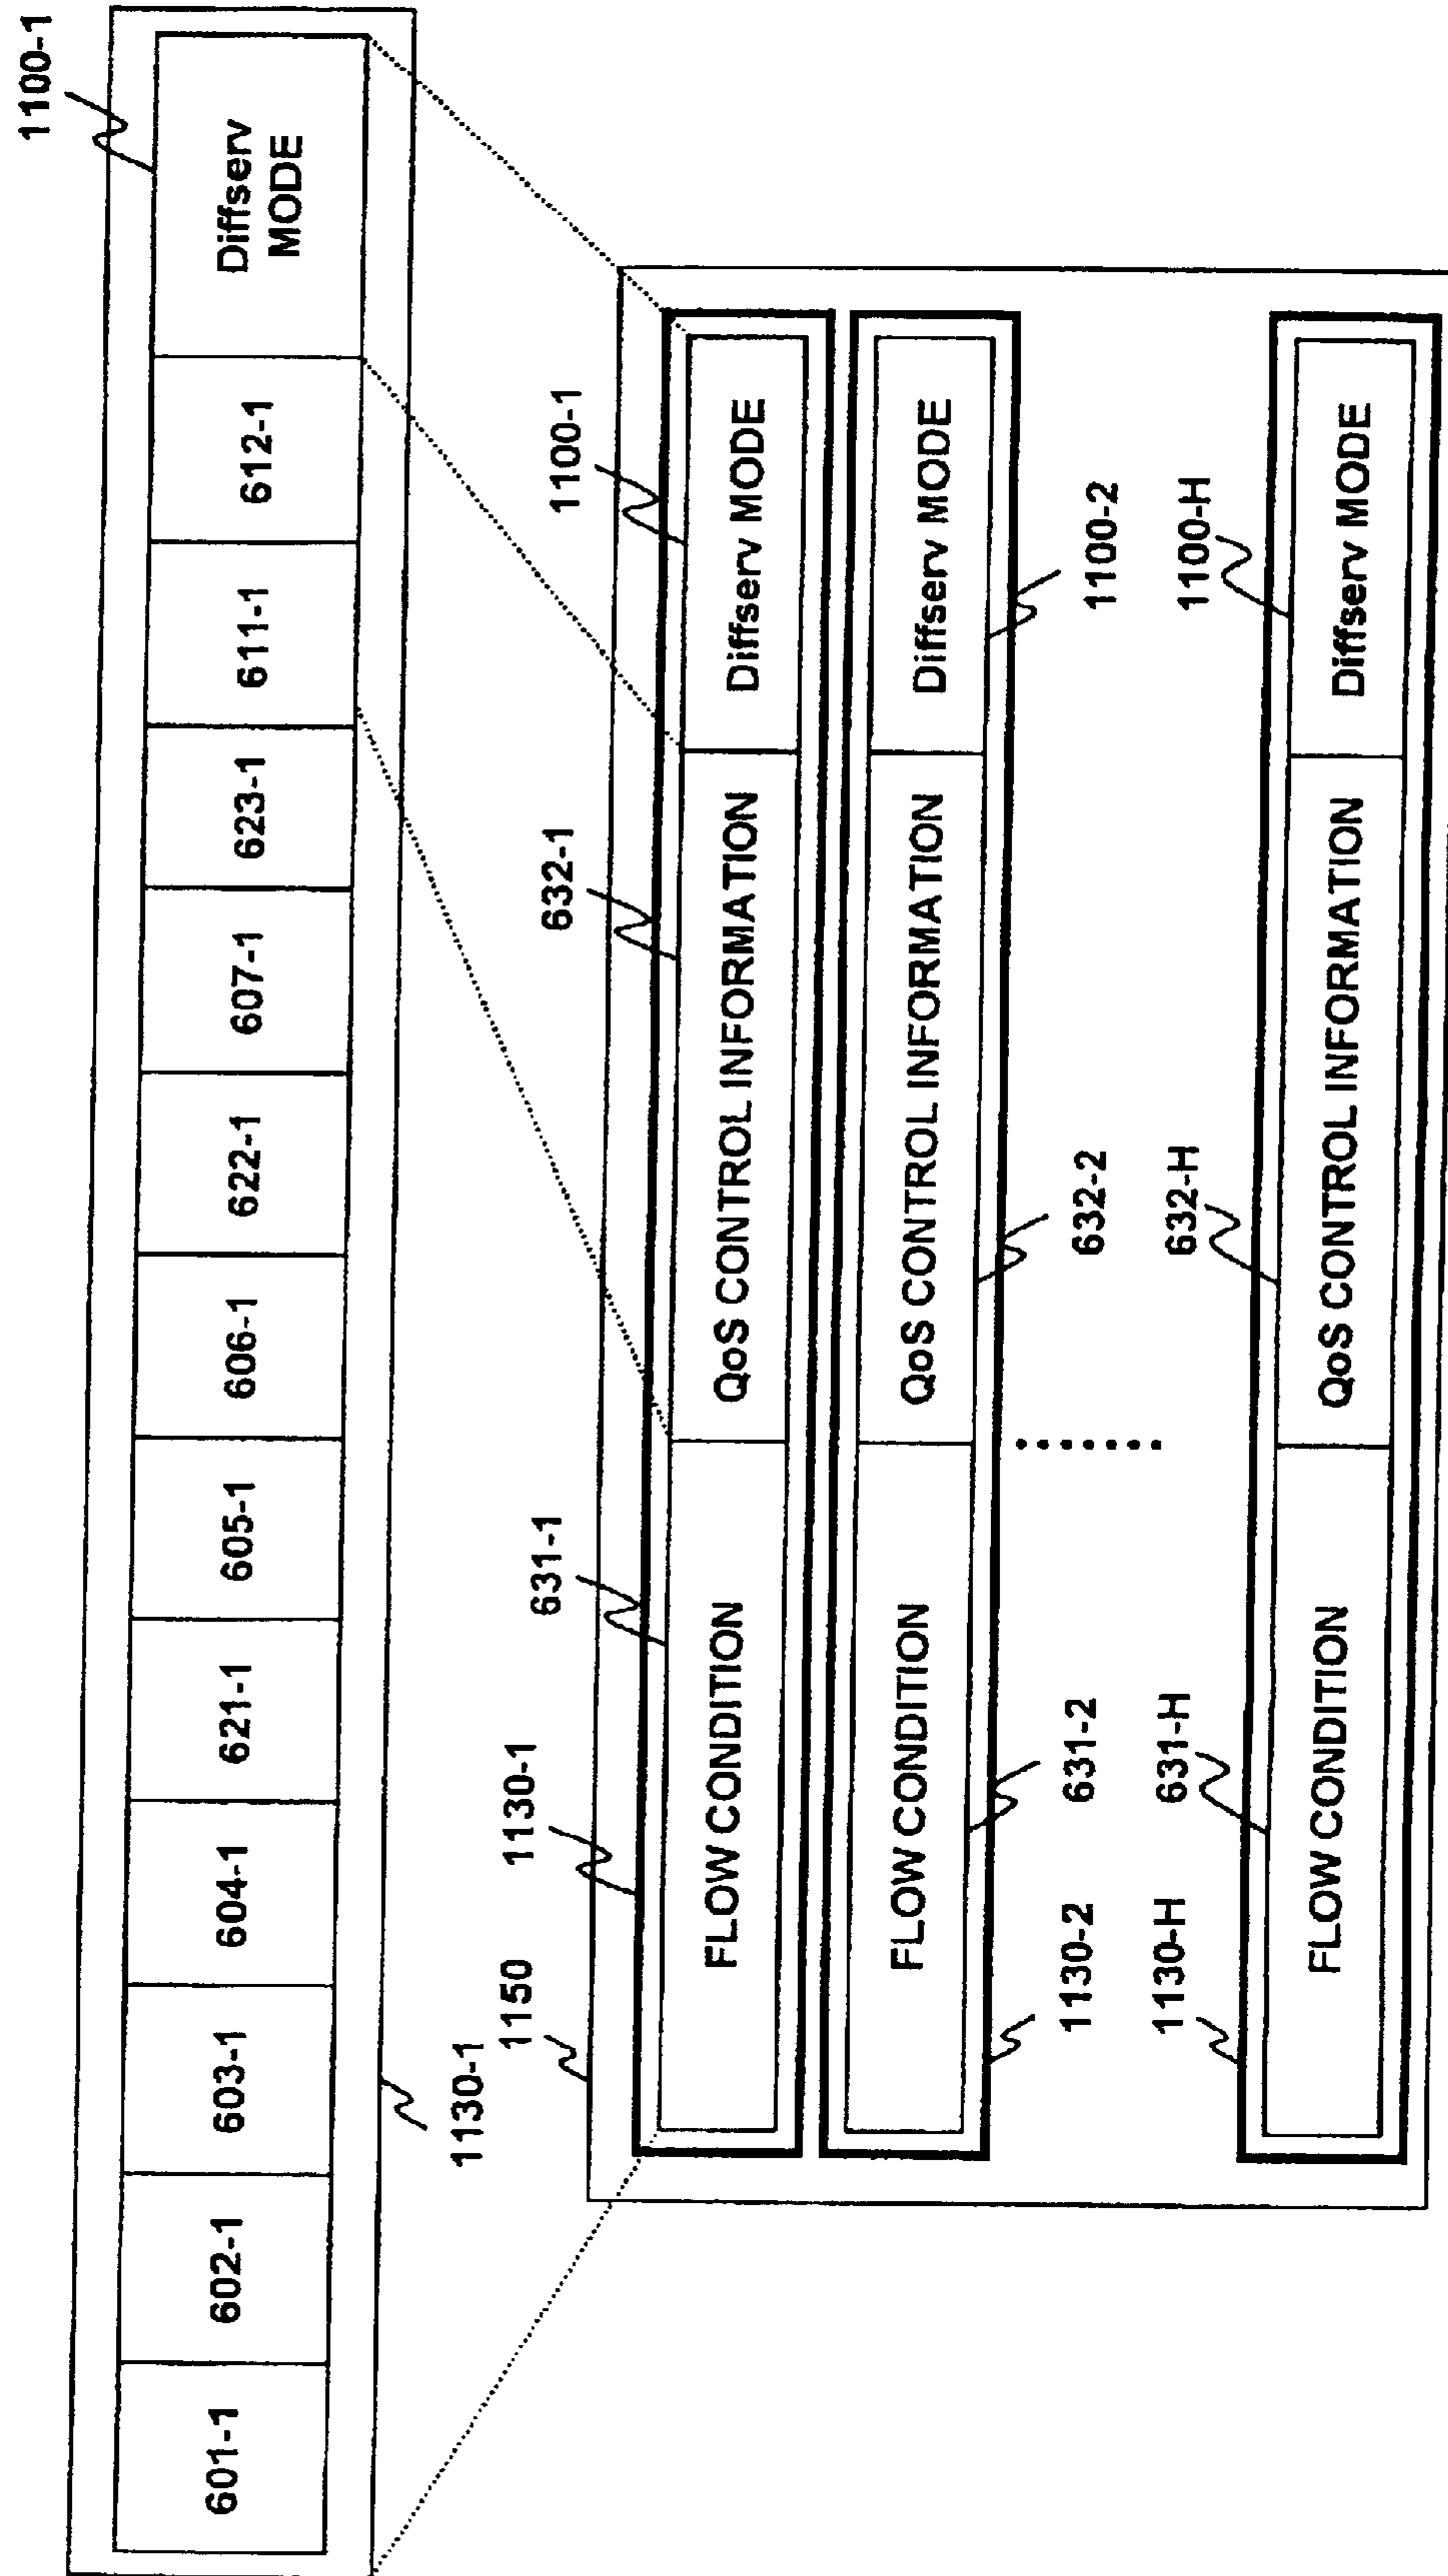 1100-1
601-1 602-1 603-1 604-1 621-1 605-1 606-1 622-1 607-1 623-1 611-1 612-1 Diffserv
MODE
1130-1
1150 1130-1 631-1 632-1 1100-1
FLOW CONDITION QoS CONTROL INFORMATION Diffserv MODE
FLOW CONDITION QoS CONTROL INFORMATION Diffserv MODE
1130-2 631-2 632-2 1100-2
1130-H 631-H 632-H 1100-H
FLOW CONDITION QoS CONTROL INFORMATION Diffserv MODE